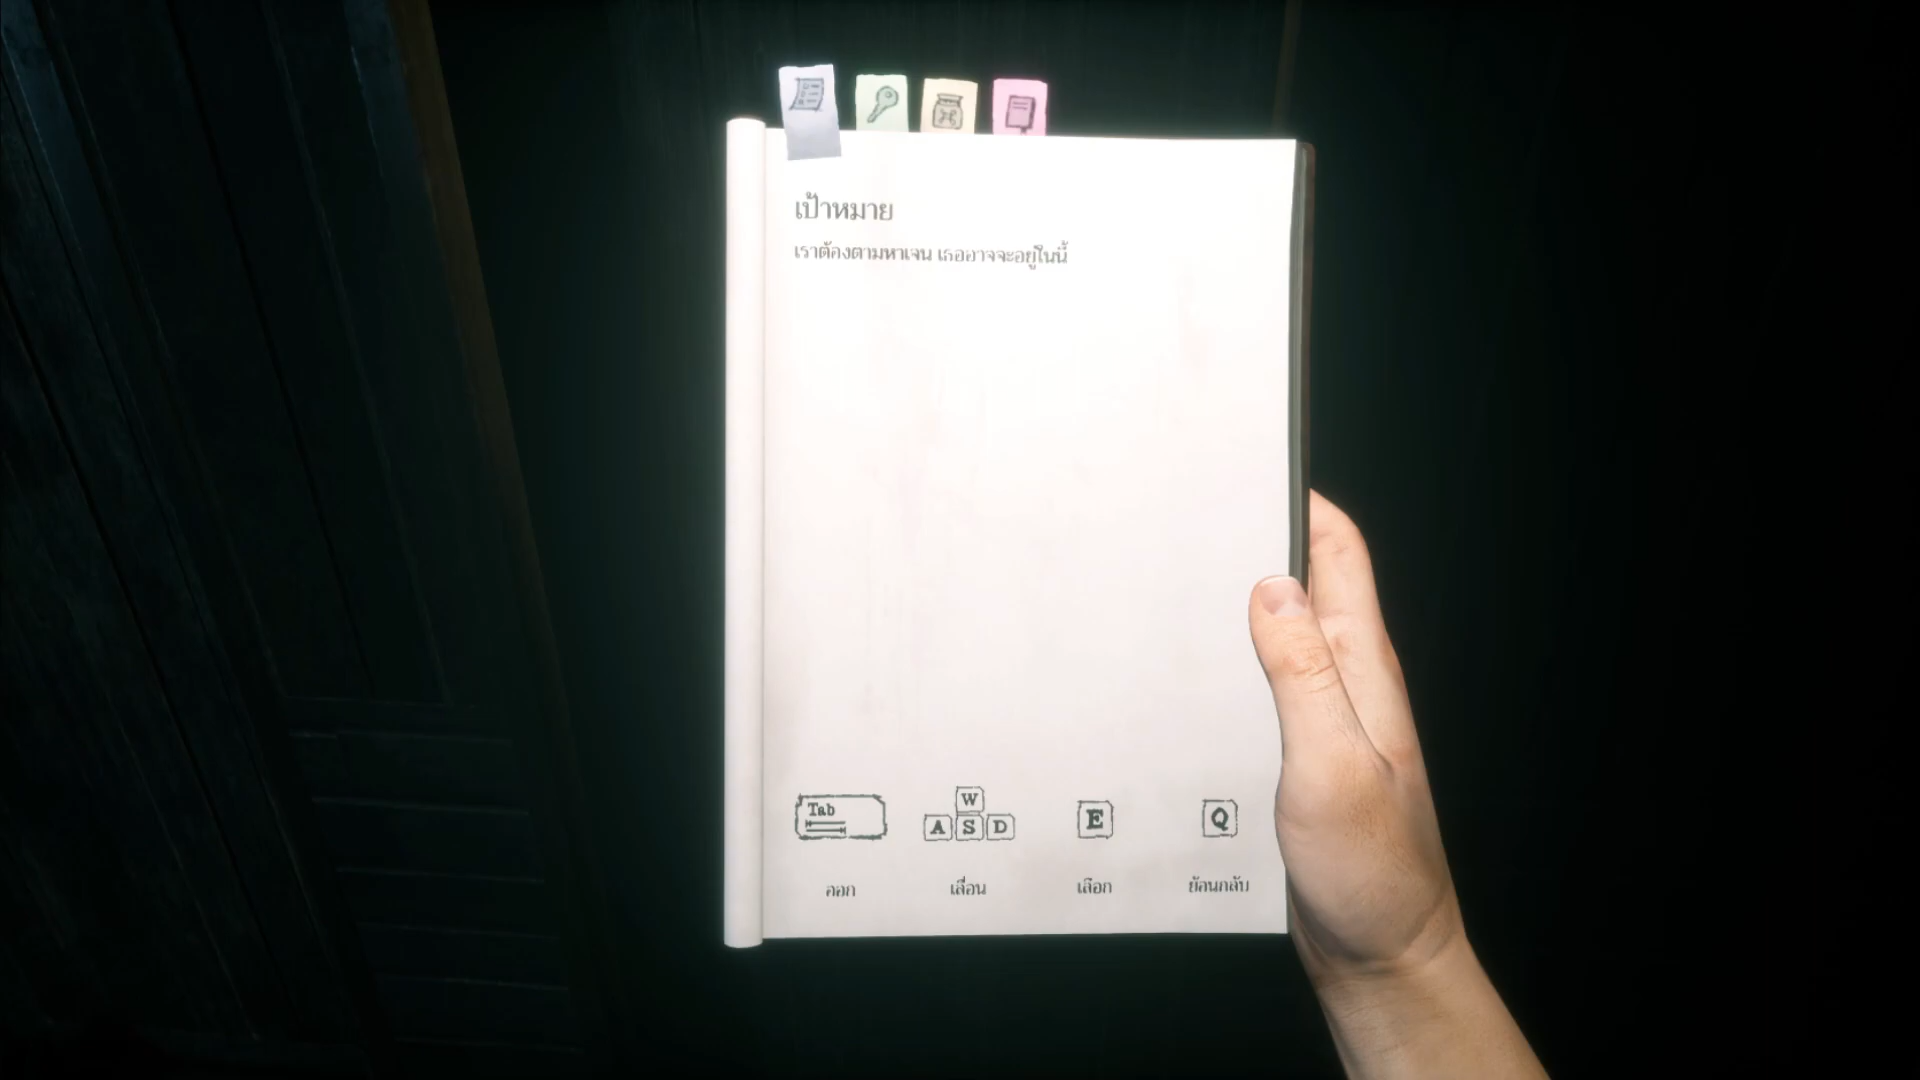 เป้าหมาย
เราต้องตามหาเจน เธออาจจะอยู่ในนี้
Tab
W
A S D
E
Q
ออก
เลื่อน
เลือก
ย้อนกลับ